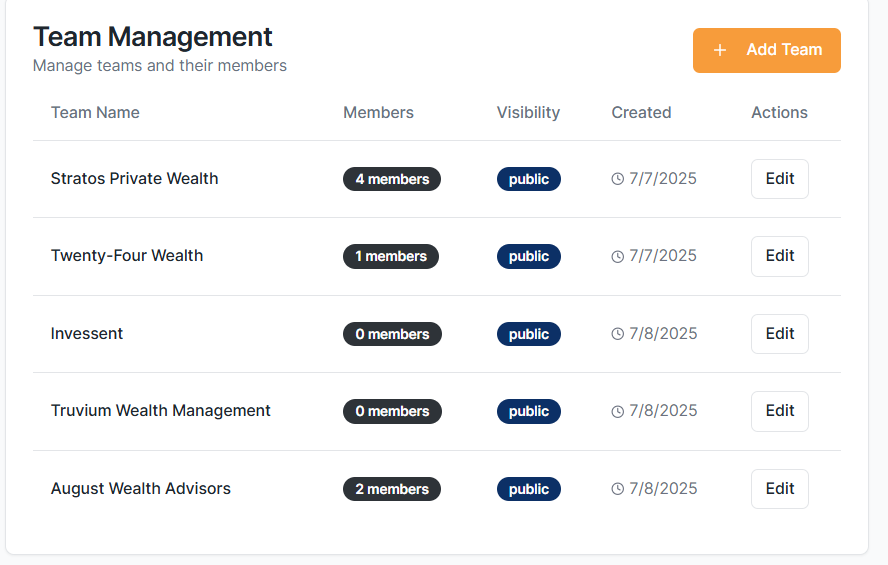 Team Management
Manage teams and their members
+ Add Team
Team Name Members Visibility Created Actions
Stratos Private Wealth 4 members public 7/7/2025 Edit
Twenty-Four Wealth 1 members public 7/7/2025 Edit
Invessent 0 members public 7/8/2025 Edit
Truvium Wealth Management 0 members public 7/8/2025 Edit
August Wealth Advisors 2 members public 7/8/2025 Edit